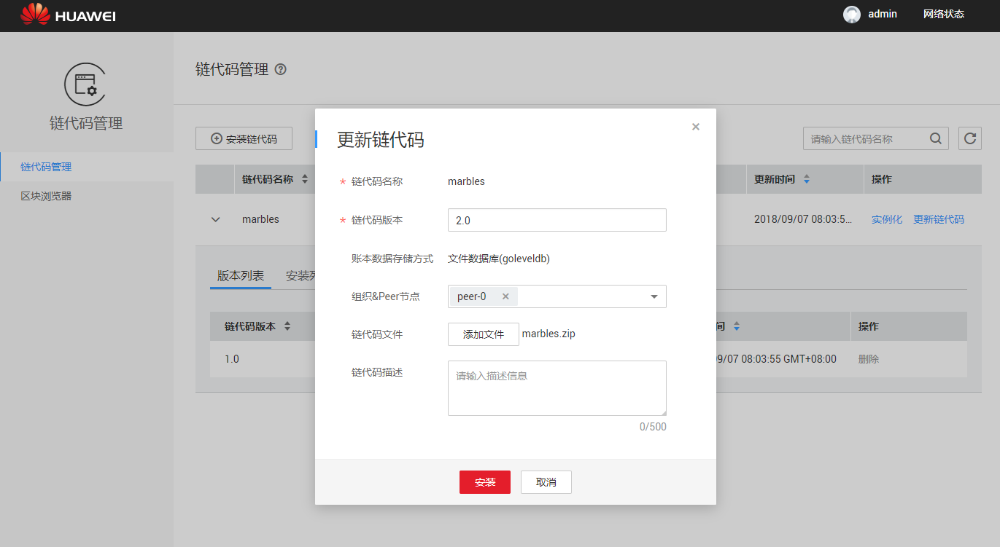 HUAWEI
admin 网络状态
链代码管理
链代码管理
区块浏览器
链代码管理
安装链代码
请输入链代码名称
链代码名称 更新时间 操作
marbles 2018/09/07 08:03:5... 实例化 更新链代码
版本列表 安装列
链代码版本 间 操作
1.0 09/07 08:03:55 GMT+08:00 删除
更新链代码
* 链代码名称 marbles
* 链代码版本 2.0
账本数据存储方式 文件数据库(goleveldb)
组织&Peer节点 peer-0
链代码文件 添加文件 marbles.zip
链代码描述 请输入描述信息
0/500
安装 取消